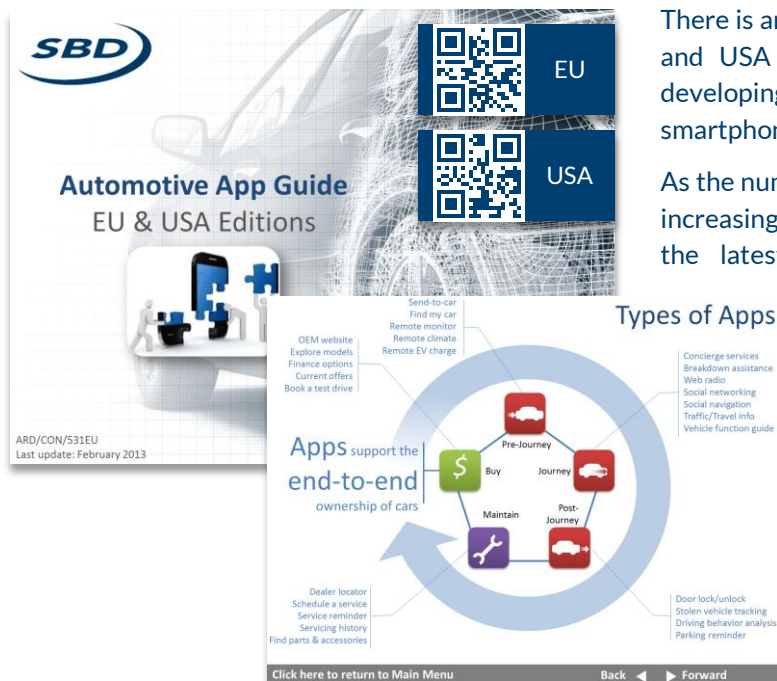 SBD
EU
USA
Automotive App Guide
EU & USA Editions
ARD/CON/531EU
Last update: February 2013
There is
and USA
developing
smartphon
As the num
increasing
the latest
Types of Apps
Send-to-car
Find my car
Remote monitor
Remote climate
Remote EV charge
OEM website
Explore models
Finance options
Current offers
Book a test drive
Concierge services
Breakdown assistance
Web radio
Social networking
Social navigation
Traffic/Travel info
Vehicle function guide
Apps support the
end-to-end
ownership of cars
Pre-Journey
$
Buy
Journey
Maintain
Post-
Journey
Dealer locator
Schedule a service
Service reminder
Servicing history
Find parts & accessories
Door lock/unlock
Stolen vehicle tracking
Driving behavior analysis
Parking reminder
Click here to return to Main Menu
Back
Forward